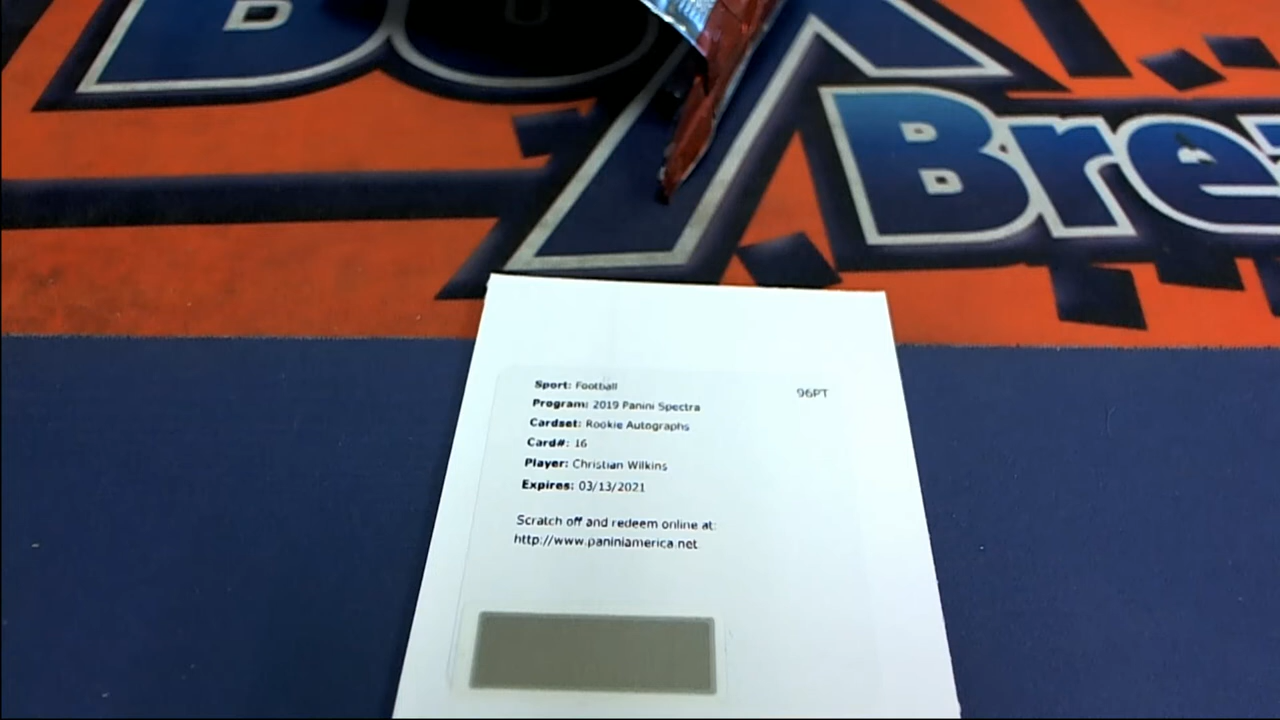 Bre
Sport: Football
96PT
Program: 2019 Panini Spectra
Cardset: Rookie Autographs
Card#: 16
Player: Christian Wilkins
Expires: 03/13/2021
Scratch off and redeem online at:
http://www.paniniamerica.net